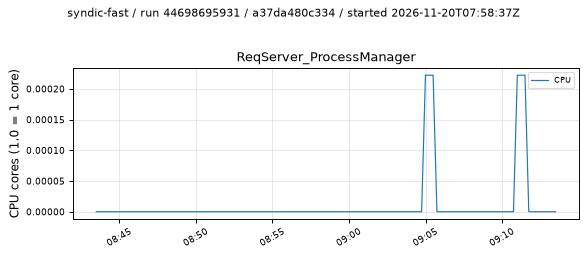 syndic-fast / run 44698695931 / a37da480c334 / started 2026-11-20T07:58:37Z
ReqServer_ProcessManager
CPU cores (1.0 = 1 core)
CPU
0.00020
0.00015
0.00010
0.00005
0.00000
08:45
08:50
08:55
09:00
09:05
09:10